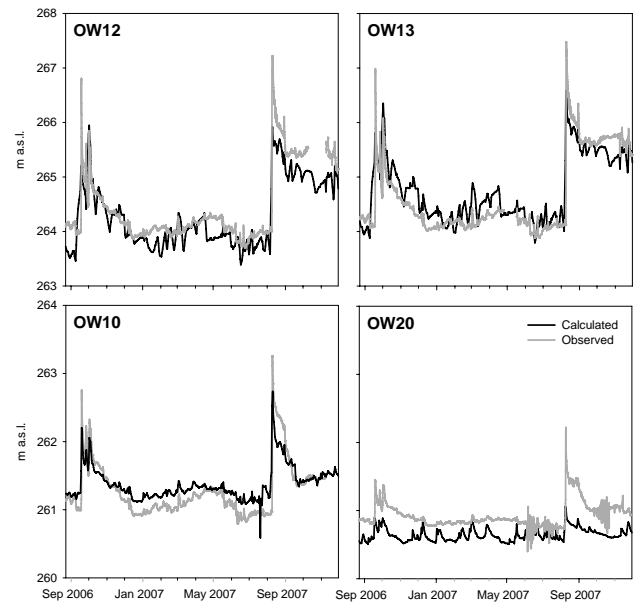 268
267
266
265
264
263
m a.s.l.
OW12
OW13
264
263
262
261
260
m a.s.l.
OW10
OW20
Calculated
Observed
Sep 2006 Jan 2007 May 2007 Sep 2007
Sep 2006 Jan 2007 May 2007 Sep 2007